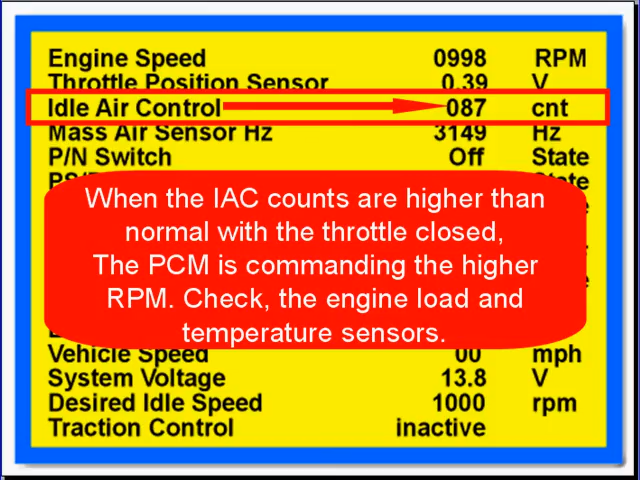 Engine Speed 0998 RPM
Throttle Position Sensor 0.39 V
Idle Air Control 087 cnt
Mass Air Sensor Hz 3149 Hz
P/N Switch Off State
When the IAC counts are higher than
normal with the throttle closed,
The PCM is commanding the higher
RPM. Check, the engine load and
temperature sensors.
Vehicle Speed 00 mph
System Voltage 13.8 V
Desired Idle Speed 1000 rpm
Traction Control inactive